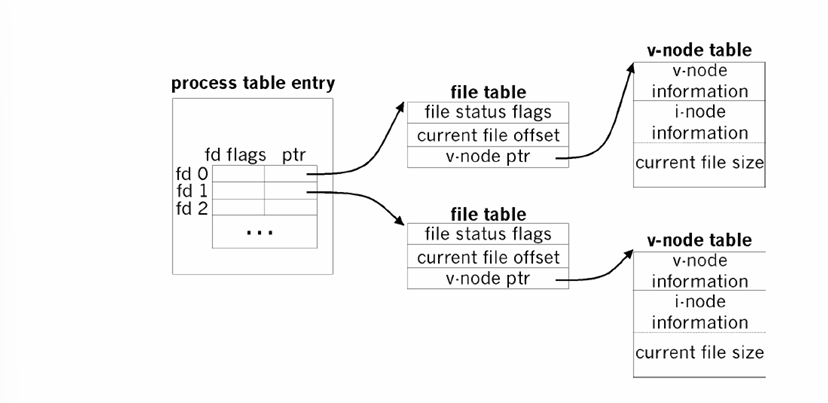 process table entry
fd flags ptr
fd 0
fd 1
fd 2
...
file table
file status flags
current file offset
v-node ptr
file table
file status flags
current file offset
v-node ptr
v-node table
v-node
information
i-node
information
current file size
v-node table
v-node
information
i-node
information
current file size